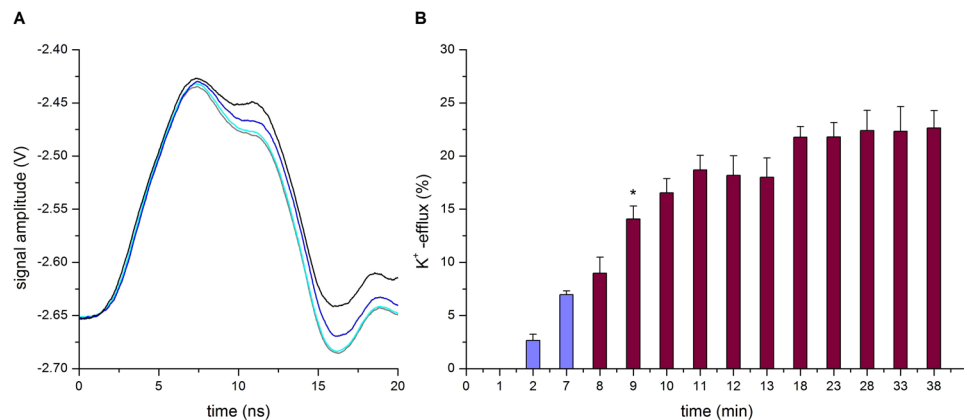 A
B
signal amplitude (V)
-2.40
-2.45
-2.50
-2.55
-2.60
-2.65
-2.70
0 5 10 15 20
time (ns)
K⁺ -efflux (%)
30
25
20
15
10
5
0
*
0 1 2 7 8 9 10 11 12 13 18 23 28 33 38
time (min)